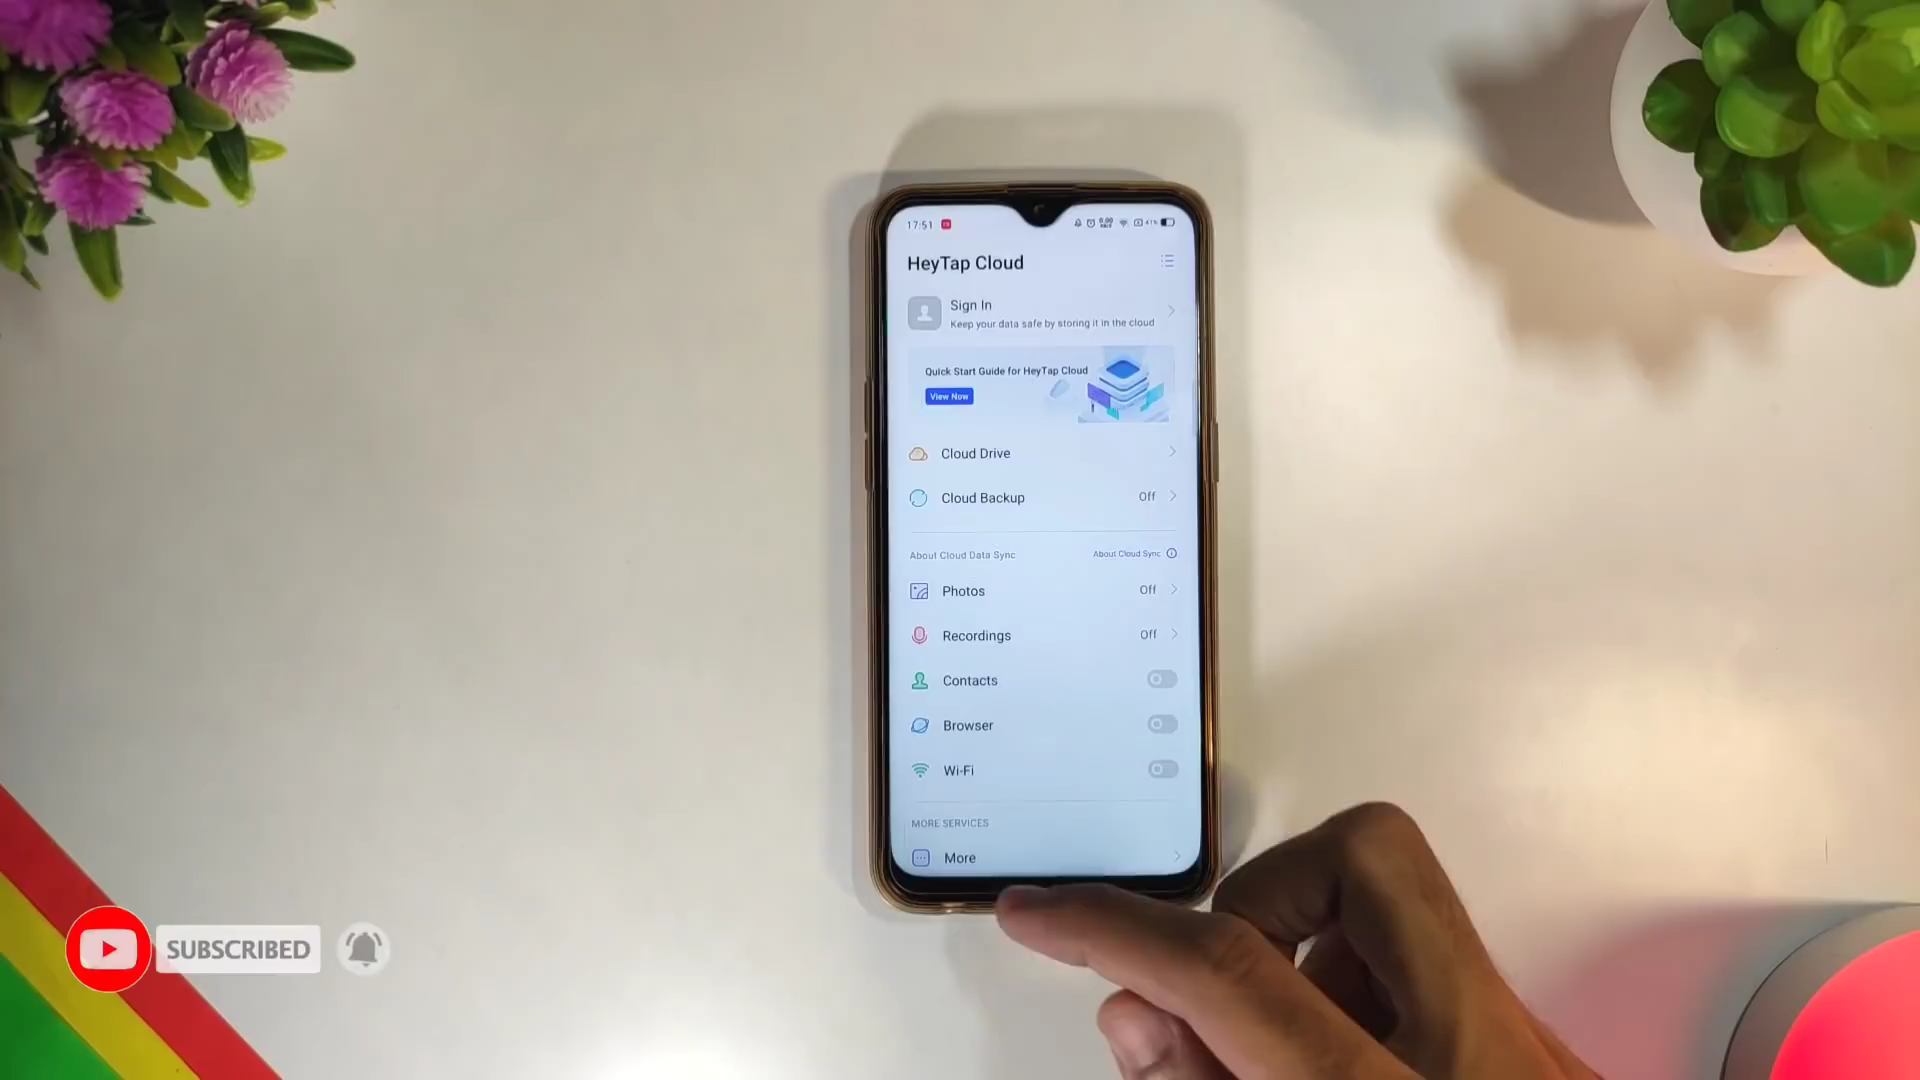 17:51
41%
HeyTap Cloud
Sign In
Keep your data safe by storing it in the cloud
Quick Start Guide for HeyTap Cloud
View Now
Cloud Drive
Cloud Backup Off
About Cloud Data Sync About Cloud Sync
Photos Off
Recordings Off
Contacts
Browser
Wi-Fi
MORE SERVICES
More
SUBSCRIBED